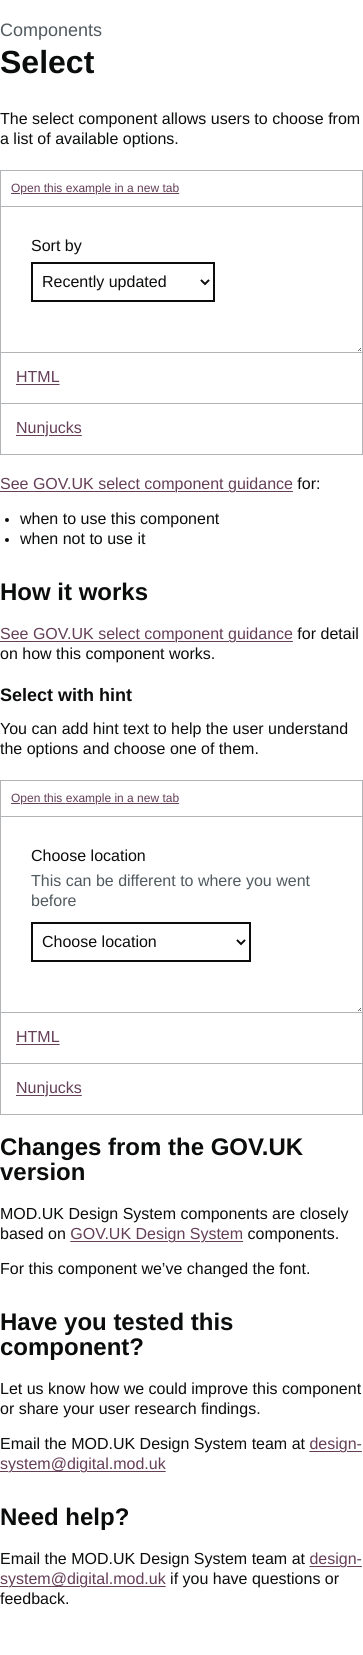 Components
Select
The select component allows users to choose from
a list of available options.
Open this example in a new tab
Sort by
Recently updated
HTML
Nunjucks
See GOV.UK select component guidance for:
• when to use this component
• when not to use it
How it works
See GOV.UK select component guidance for detail
on how this component works.
Select with hint
You can add hint text to help the user understand
the options and choose one of them.
Open this example in a new tab
Choose location
This can be different to where you went
before
Choose location
HTML
Nunjucks
Changes from the GOV.UK
version
MOD.UK Design System components are closely
based on GOV.UK Design System components.
For this component we’ve changed the font.
Have you tested this
component?
Let us know how we could improve this component
or share your user research findings.
Email the MOD.UK Design System team at design-
system@digital.mod.uk
Need help?
Email the MOD.UK Design System team at design-
system@digital.mod.uk if you have questions or
feedback.